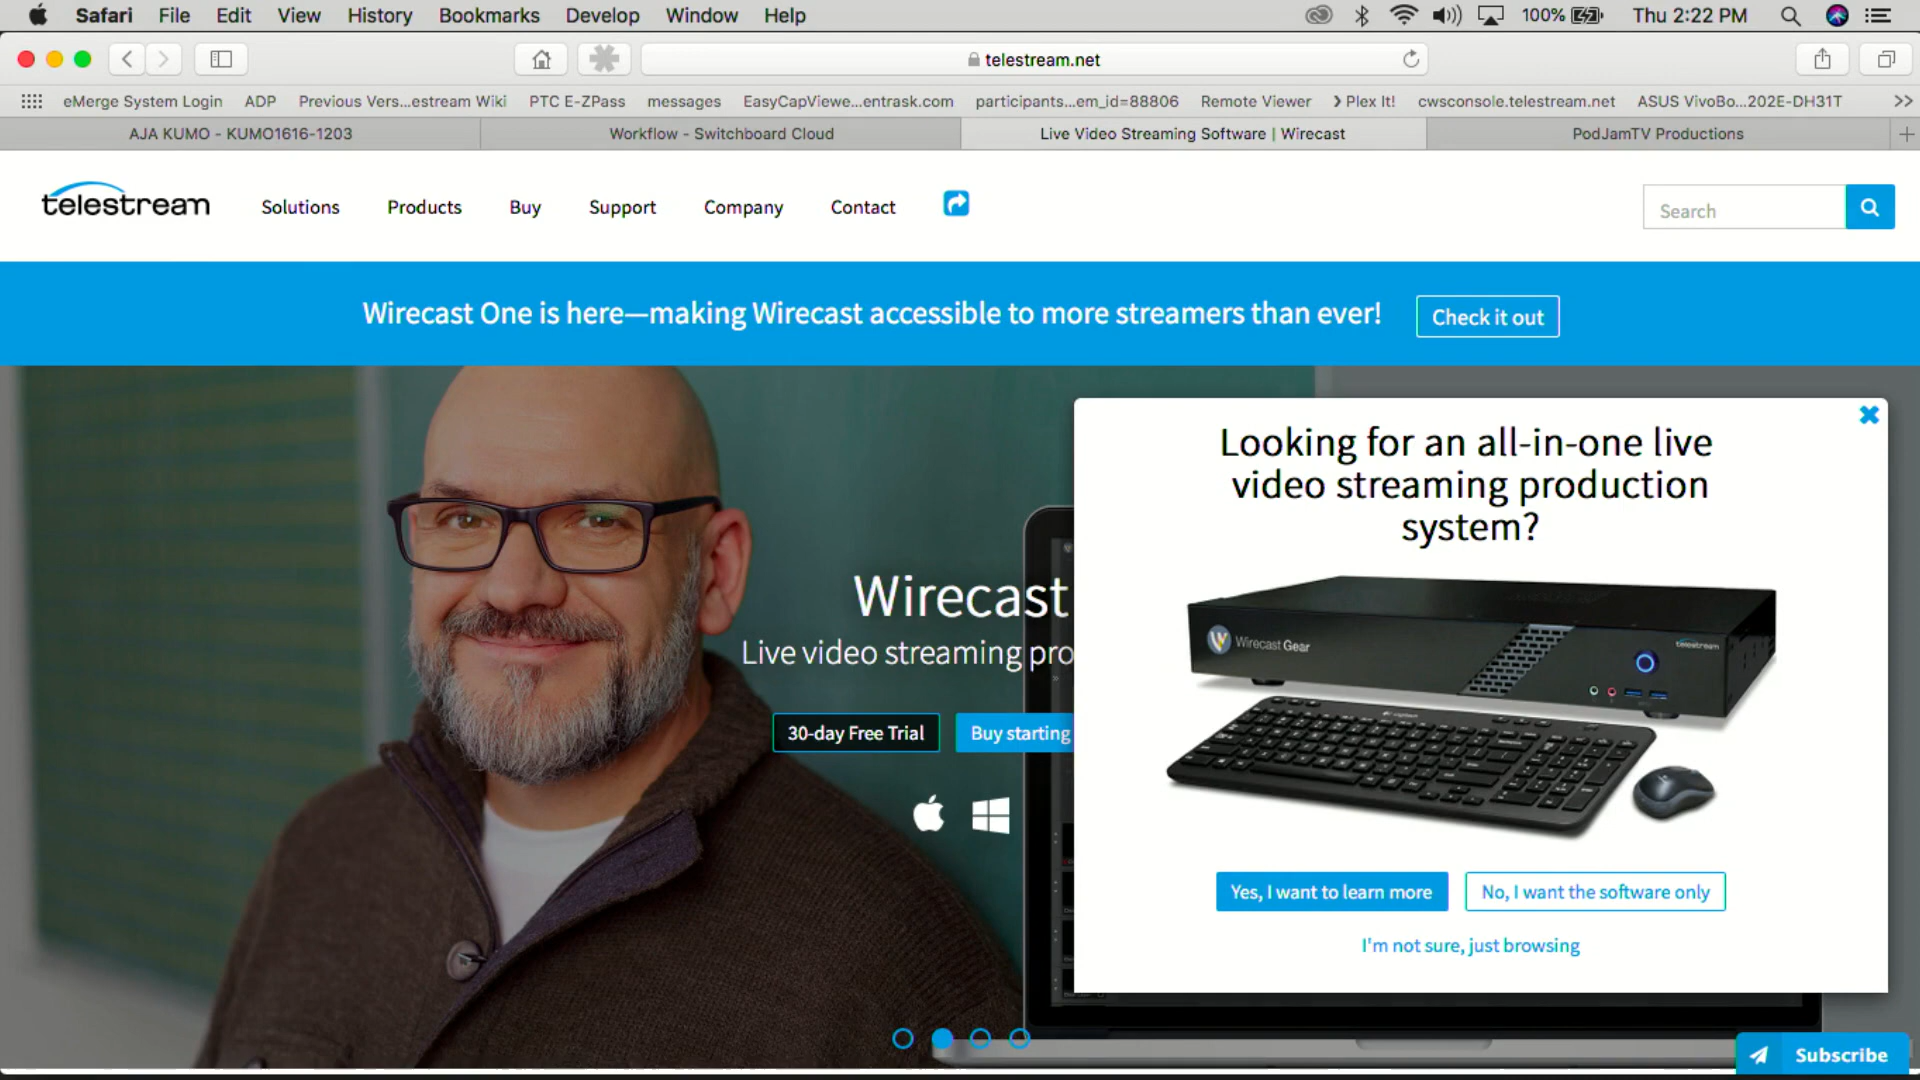 Safari File Edit View History Bookmarks Develop Window Help 100% Thu 2:22 PM
telestream.net
eMerge System Login ADP Previous Vers...estream Wiki PTC E-ZPass messages EasyCapViewe...entrask.com participants...em_id=88806 Remote Viewer Plex It! cwsconsole.telestream.net ASUS VivoBo...202E-DH31T
AJA KUMO - KUMO1616-1203 Workflow - Switchboard Cloud Live Video Streaming Software | Wirecast PodJamTV Productions
telestream Solutions Products Buy Support Company Contact Search
Wirecast One is here—making Wirecast accessible to more streamers than ever! Check it out
Looking for an all-in-one live
video streaming production
system?
Wirecast
Live video streaming pro
30-day Free Trial Buy starting
Wirecast Gear telestream
Yes, I want to learn more No, I want the software only
I'm not sure, just browsing
Subscribe